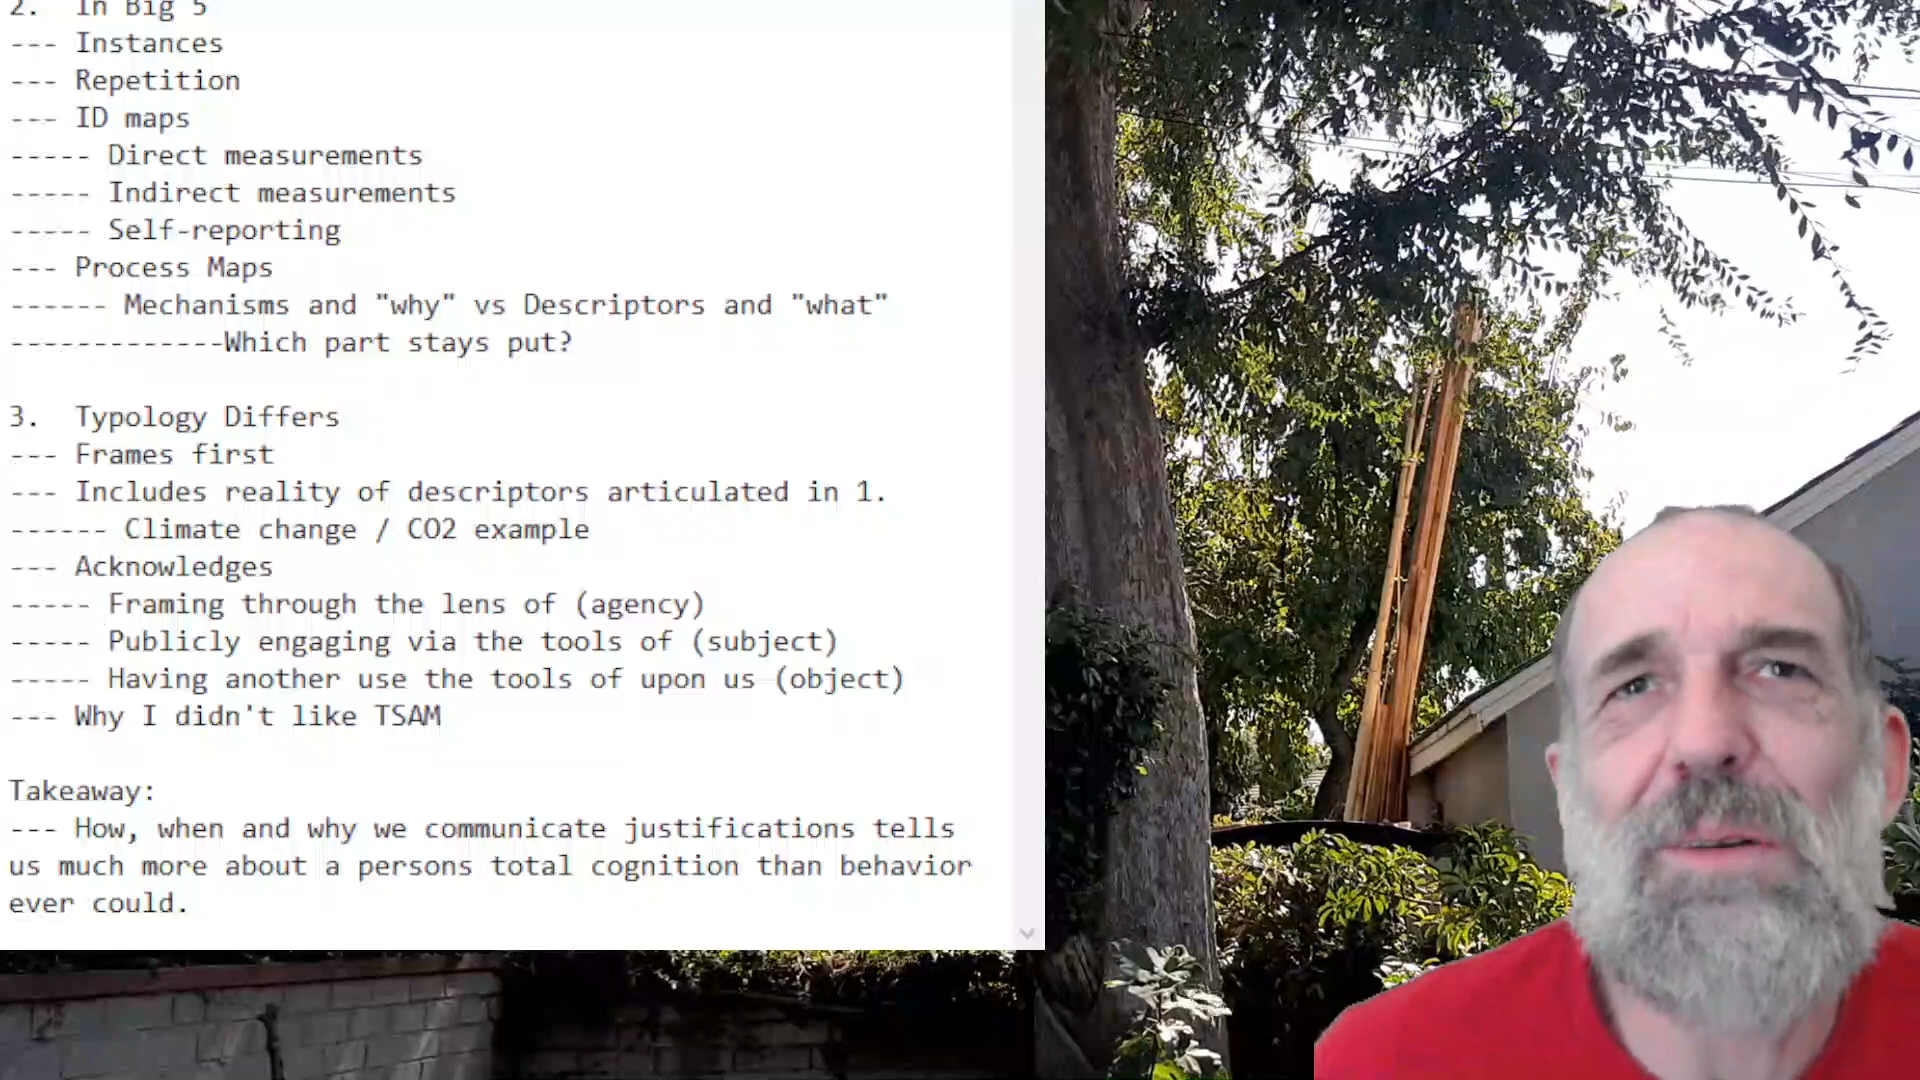 2.  In Big 5
--- Instances
--- Repetition
--- ID maps
----- Direct measurements
----- Indirect measurements
----- Self-reporting
--- Process Maps
------ Mechanisms and "why" vs Descriptors and "what"
-------------Which part stays put?
3.  Typology Differs
--- Frames first
--- Includes reality of descriptors articulated in 1.
------ Climate change / CO2 example
--- Acknowledges
----- Framing through the lens of (agency)
----- Publicly engaging via the tools of (subject)
----- Having another use the tools of upon us (object)
--- Why I didn't like TSAM
Takeaway:
--- How, when and why we communicate justifications tells
us much more about a persons total cognition than behavior
ever could.